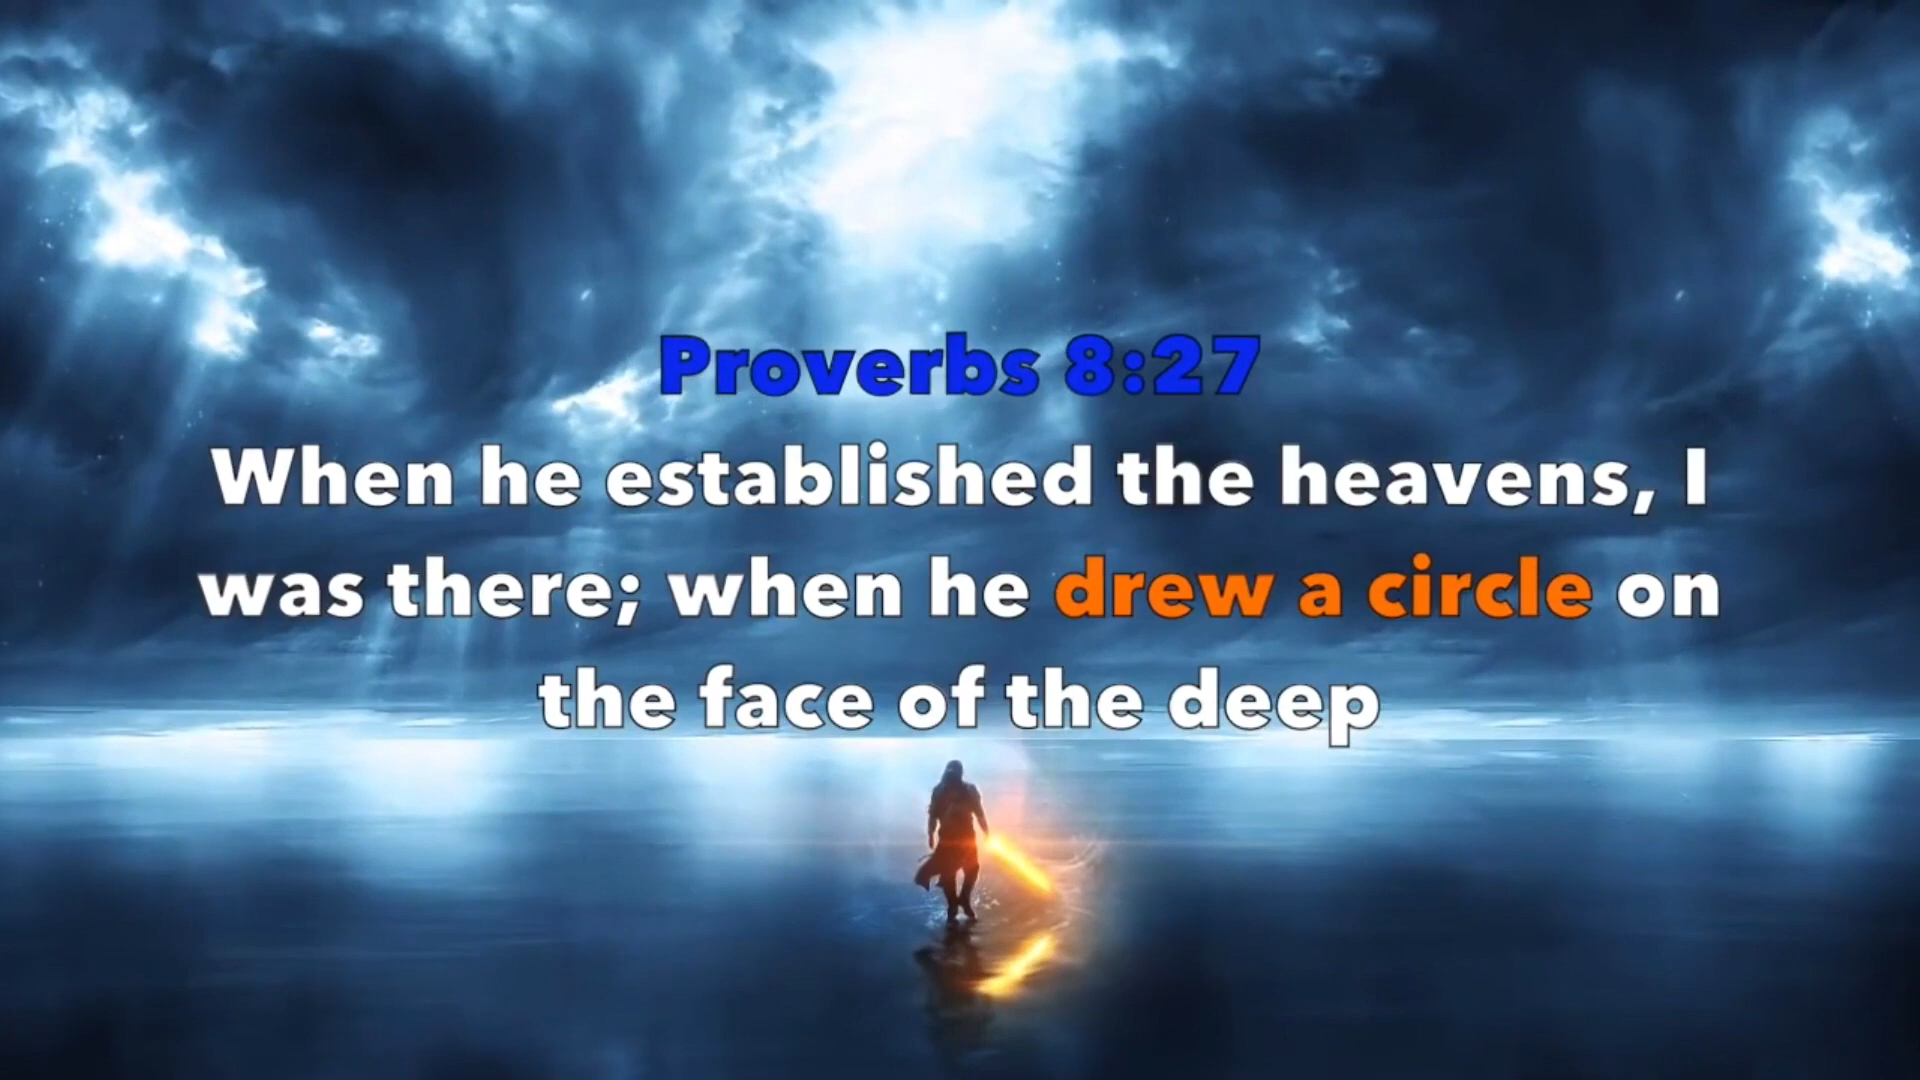 Proverbs 8:27
When he established the heavens, I
was there; when he drew a circle on
the face of the deep